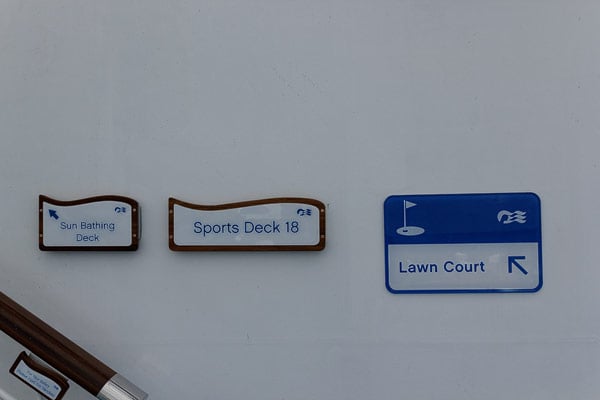 Sun Bathing
Deck
Sports Deck 18
Lawn Court